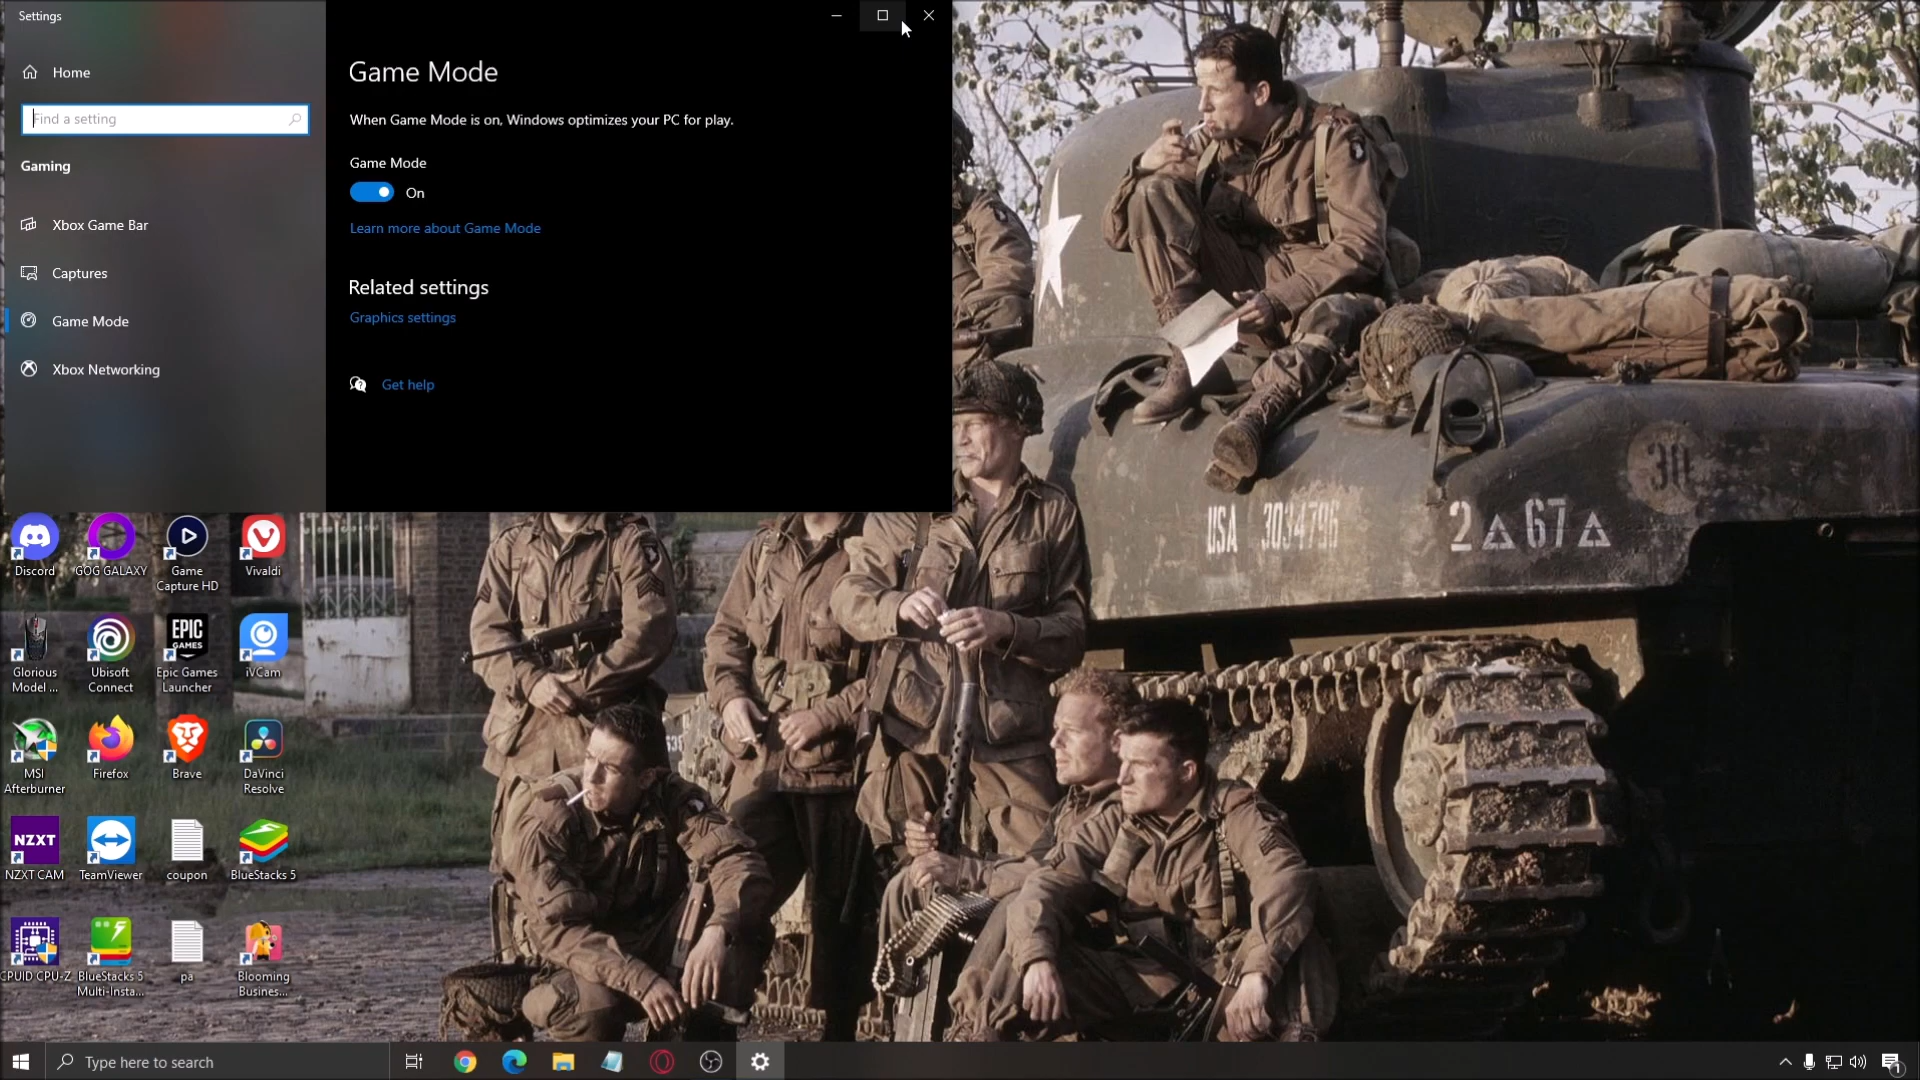 Settings
Home
Find a setting
Gaming
Xbox Game Bar
Captures
Game Mode
Xbox Networking
Game Mode
When Game Mode is on, Windows optimizes your PC for play.
Game Mode
On
Learn more about Game Mode
Related settings
Graphics settings
Get help
30
USA 3034796 2 67
Discord
GOG GALAXY
Game
Capture HD
Vivaldi
Glorious
Model ...
Ubisoft
Connect
EPIC
GAMES
Epic Games
Launcher
iVCam
MSI
Afterburner
Firefox
Brave
DaVinci
Resolve
NZXT
NZXT CAM
TeamViewer
coupon
BlueStacks 5
CPUID CPU-Z
BlueStacks 5
Multi-Insta...
pa
Blooming
Busines...
Type here to search
1